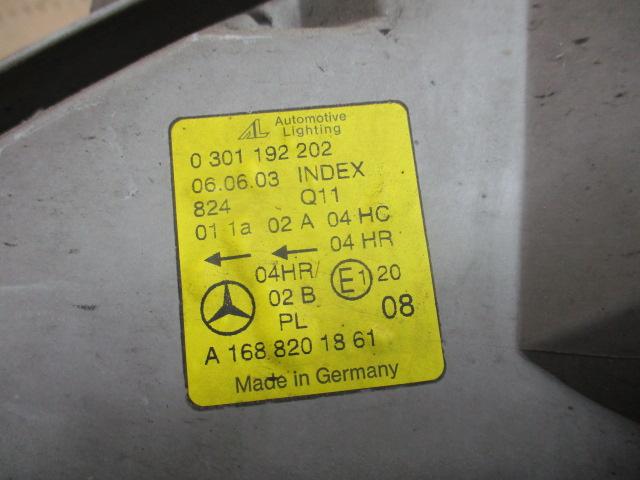 AL Automotive
Lighting
0 301 192 202
06.06.03 INDEX
824 Q11
01 1a 02 A 04 HC
04 HR
04HR/ E1 20
02 B 08
PL
A 168 820 18 61
Made in Germany